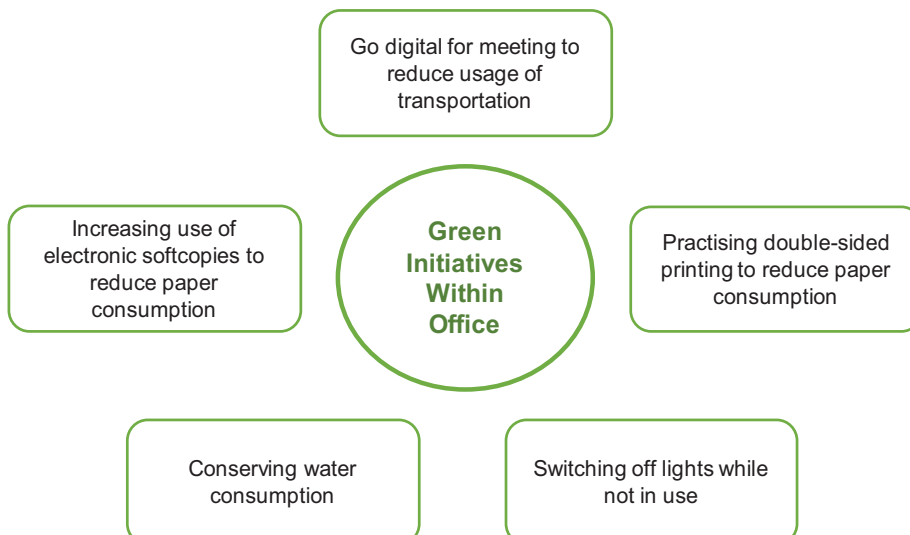 Go digital for meeting to
reduce usage of
transportation
Increasing use of
electronic softcopies to
reduce paper
consumption
Green
Initiatives
Within
Office
Practising double-sided
printing to reduce paper
consumption
Conserving water
consumption
Switching off lights while
not in use